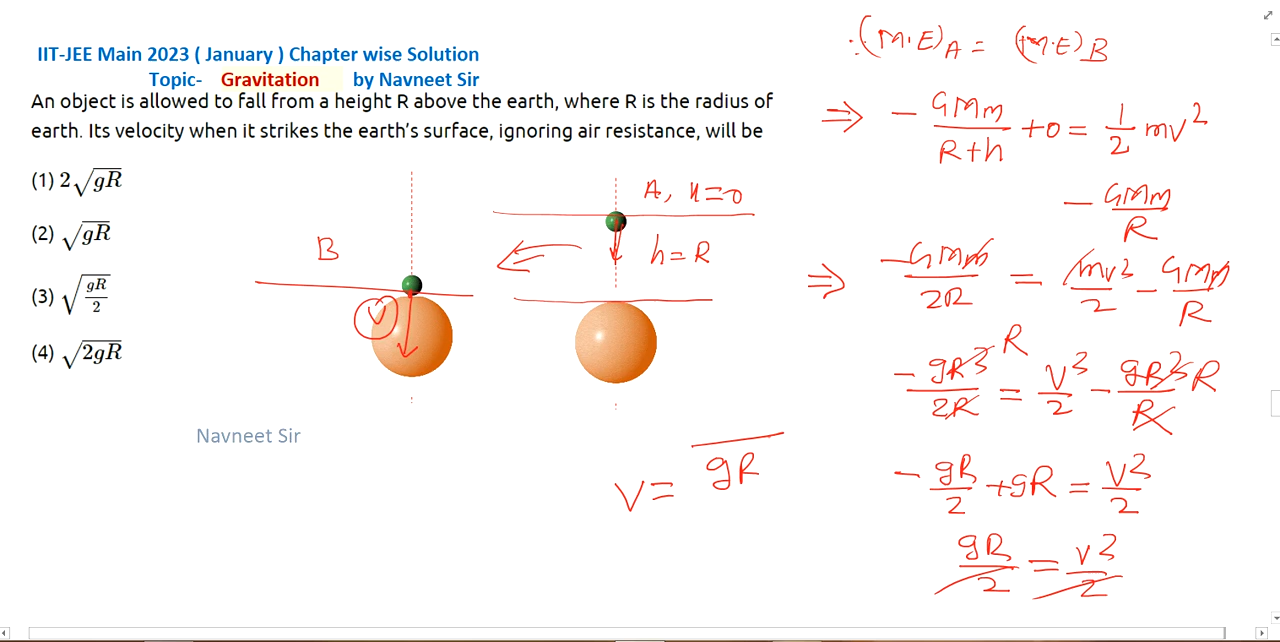 IIT-JEE Main 2023 ( January ) Chapter wise Solution
Topic- Gravitation by Navneet Sir
An object is allowed to fall from a height R above the earth, where R is the radius of
earth. Its velocity when it strikes the earth's surface, ignoring air resistance, will be
(1) 2√gR
(2) √gR
(3) √(gR/2)
(4) √2gR
B
A, u=0
h=R
V
Navneet Sir
v= gR
(M.E)A = (M.E)B
⇒ - GMm/(R+h) +0 = 1/2 mv²
- GMm/R
⇒ -GMm/2R = mv²/2 - GMm/R
-gR²/2R = v²/2 - gR²/R
R
R
- gR/2 +gR = v²/2
gR/2 = v²/2